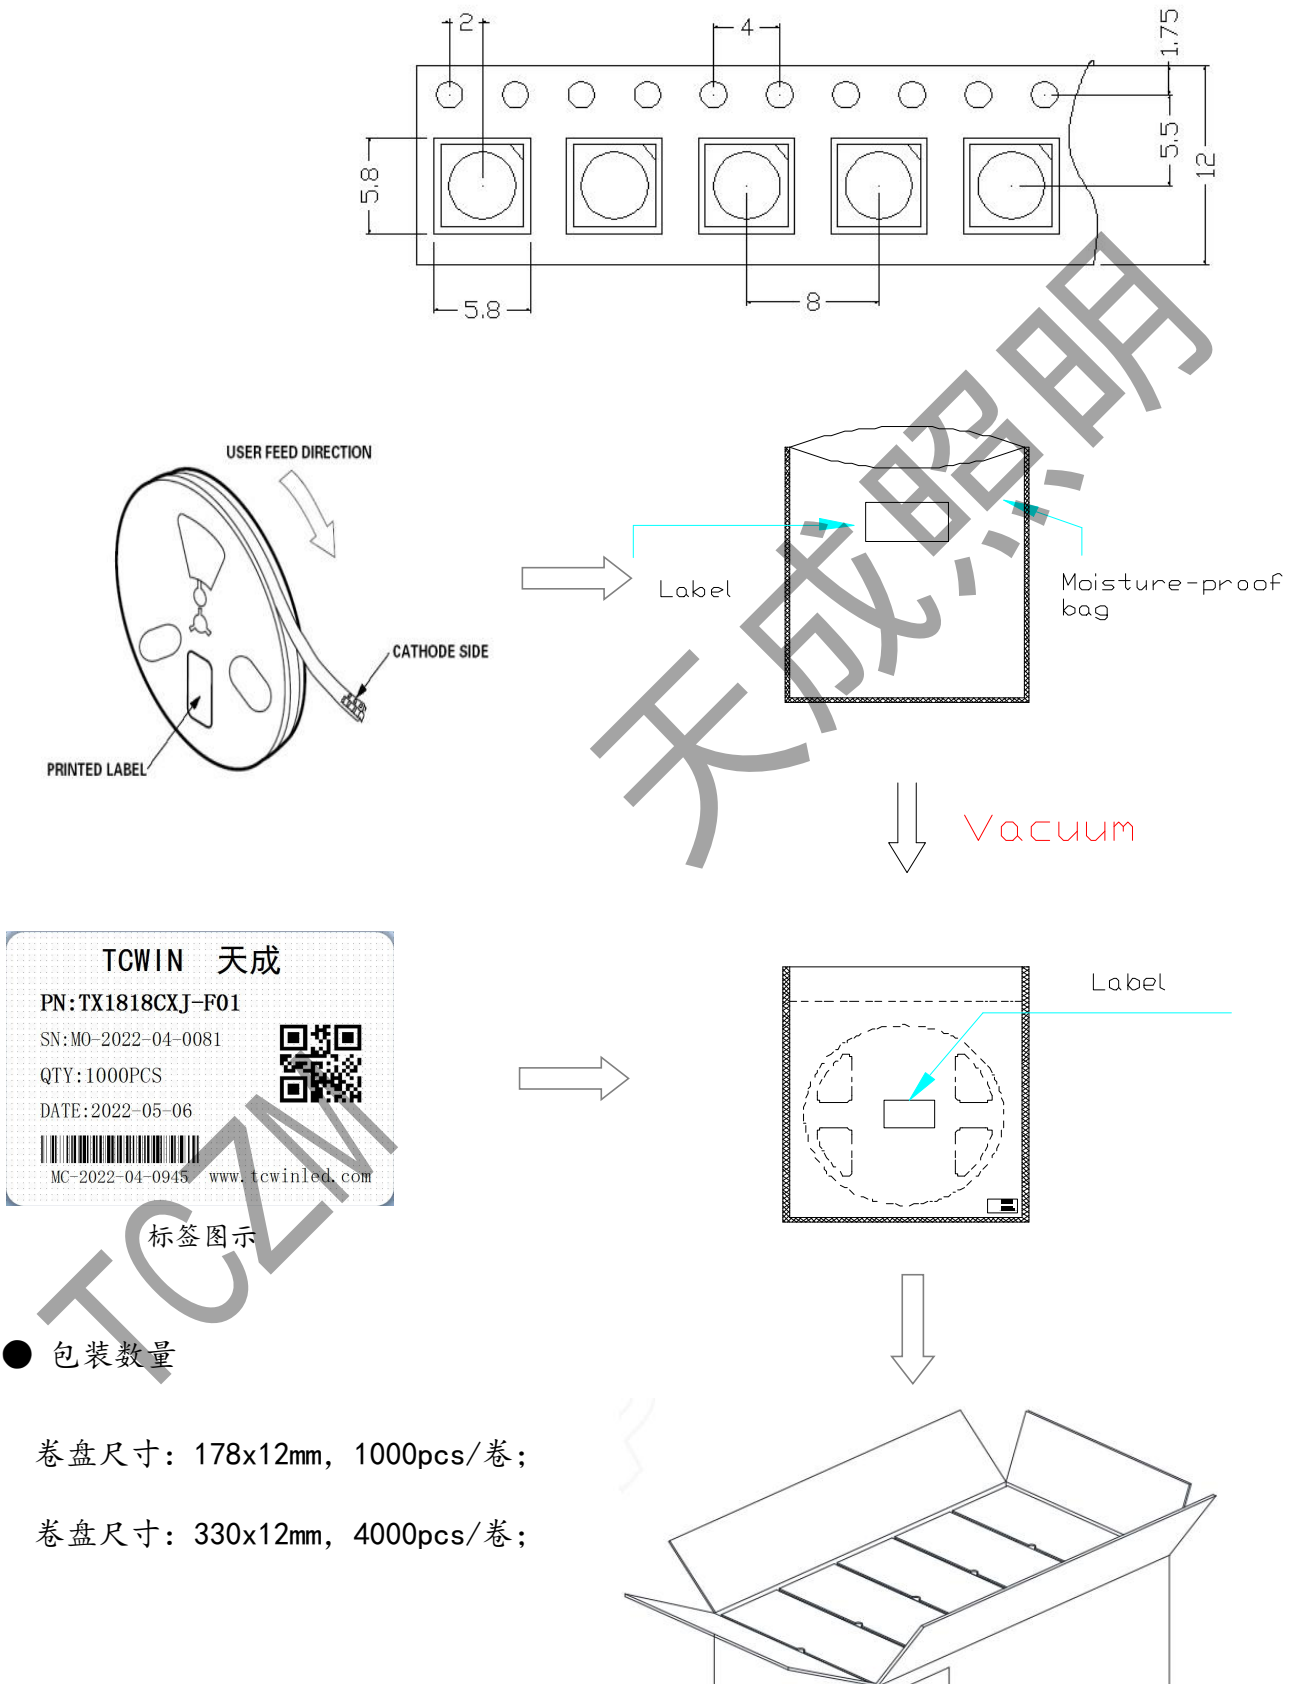 2
4
1.75
5.5
12
5.8
5.8
8
USER FEED DIRECTION
CATHODE SIDE
PRINTED LABEL
Label
Moisture-proof
bag
Vacuum
TCWIN 天成
PN:TX1818CXJ-F01
SN:MO-2022-04-0081
QTY:1000PCS
DATE:2022-05-06
MC-2022-04-0945 www.tcwinled.com
标签图示
Label
● 包装数量
卷盘尺寸：178x12mm，1000pcs/卷；
卷盘尺寸：330x12mm，4000pcs/卷；
TCZM 天成照明